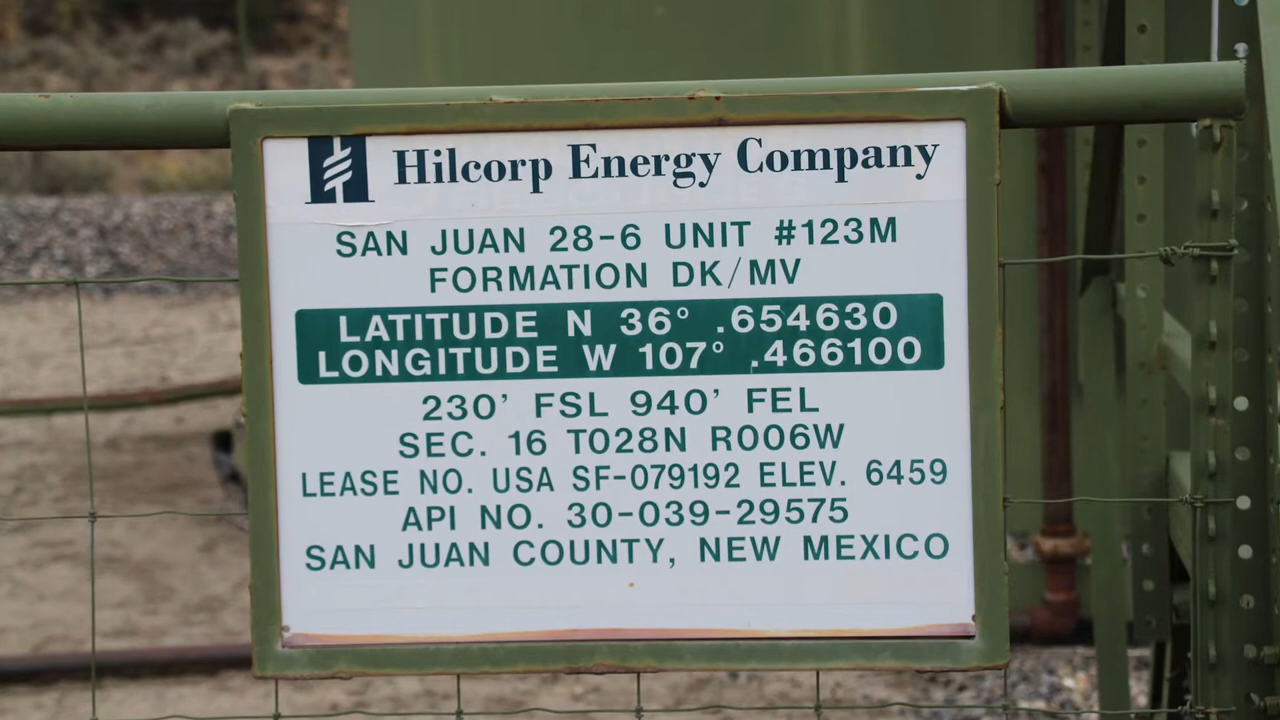 Hilcorp Energy Company
SAN JUAN 28-6 UNIT #123M
FORMATION DK/MV
LATITUDE N 36° .654630
LONGITUDE W 107° .466100
230' FSL 940' FEL
SEC. 16 T028N R006W
LEASE NO. USA SF-079192 ELEV. 6459
API NO. 30-039-29575
SAN JUAN COUNTY, NEW MEXICO